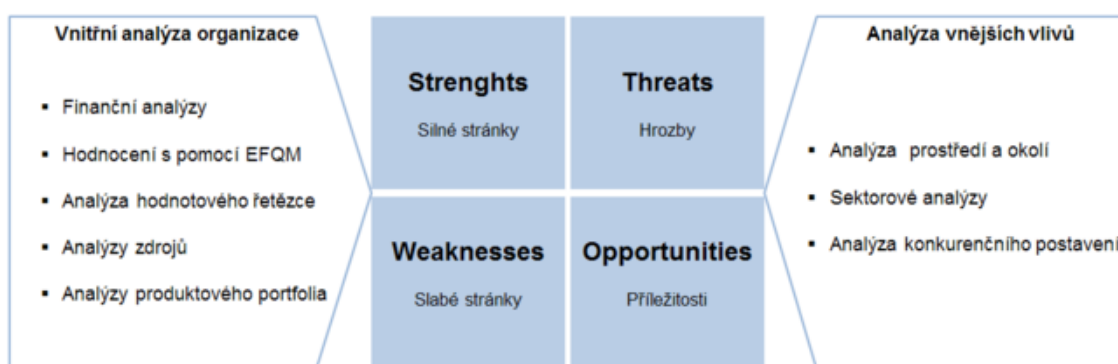 Vnitřní analýza organizace
▪ Finanční analýzy
▪ Hodnocení s pomocí EFQM
▪ Analýza hodnotového řetězce
▪ Analýzy zdrojů
▪ Analýzy produktového portfolia
Strenghts
Silné stránky
Threats
Hrozby
Weaknesses
Slabé stránky
Opportunities
Příležitosti
Analýza vnějších vlivů
▪ Analýza prostředí a okolí
▪ Sektorové analýzy
▪ Analýza konkurenčního postavení